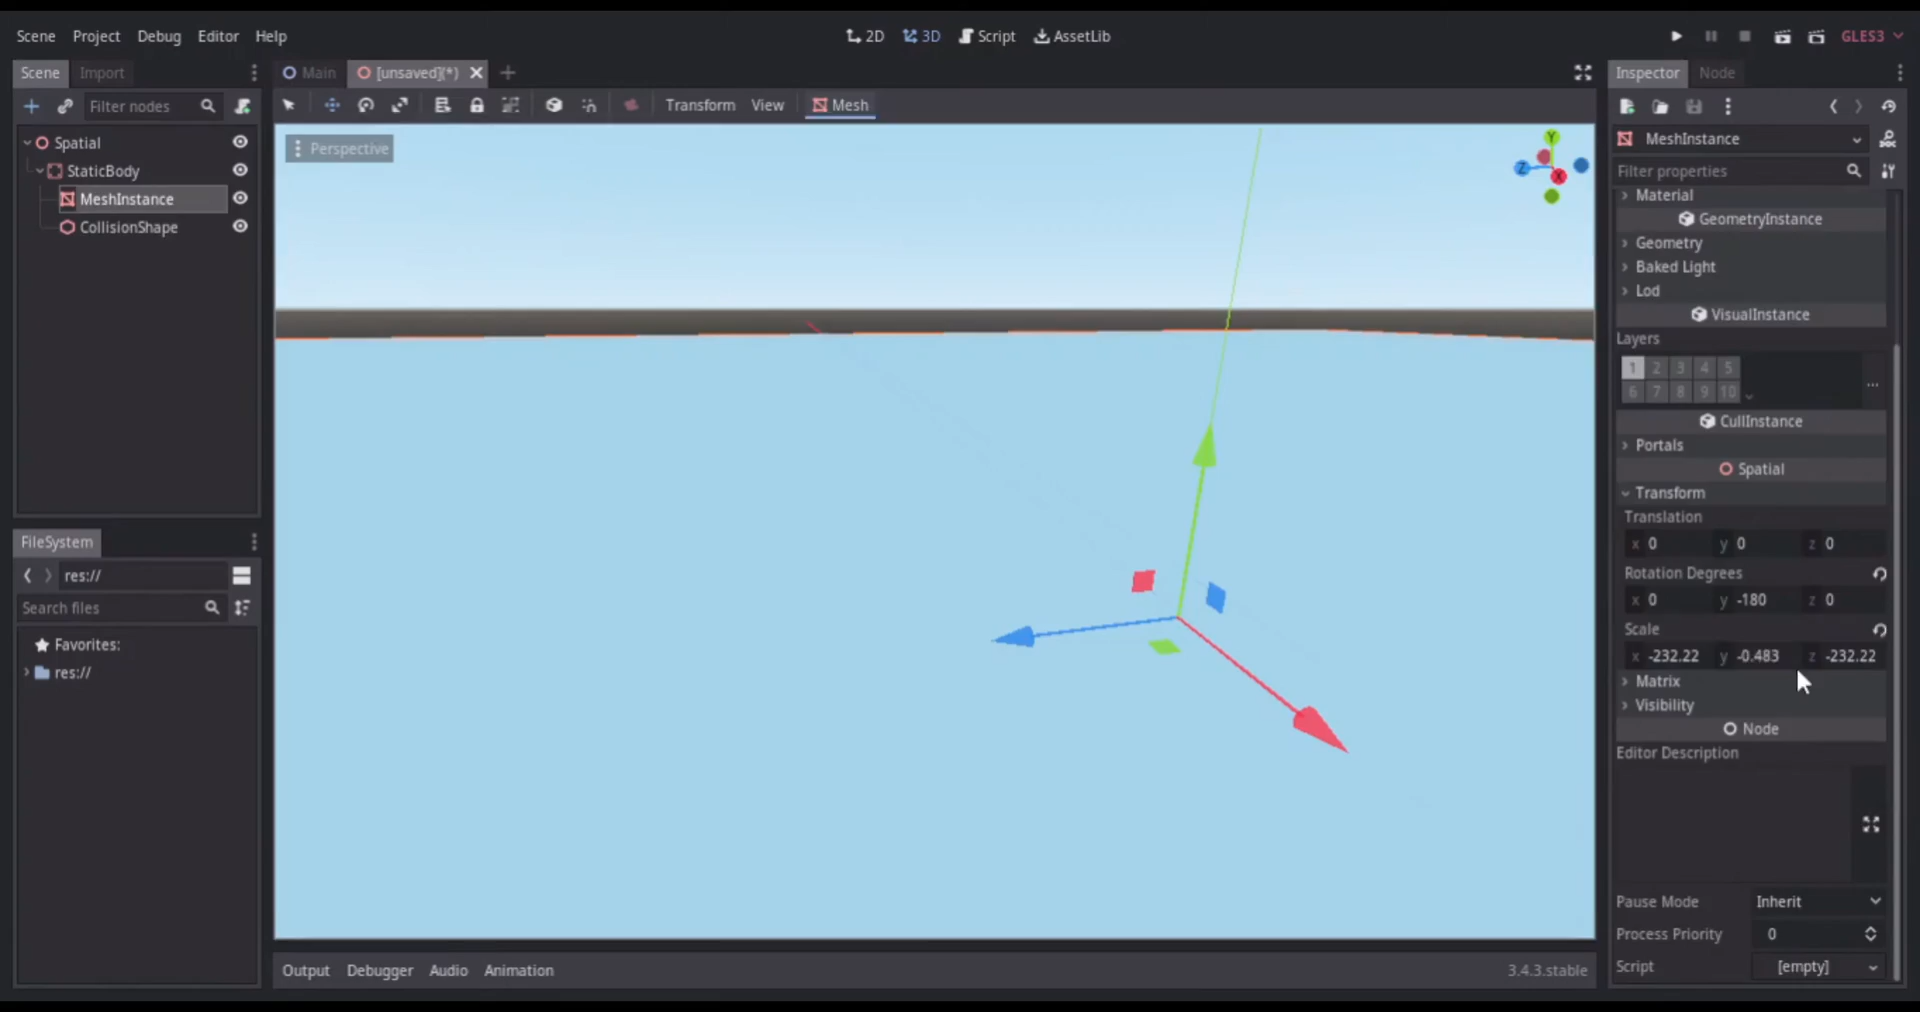 Scene Project Debug Editor Help
2D 3D Script AssetLib
GLES3
Scene Import
Main [unsaved](*)
Inspector Node
Filter nodes
Transform View Mesh
MeshInstance
Filter properties
Spatial
StaticBody
MeshInstance
CollisionShape
Perspective
Y
Z
X
Material
GeometryInstance
Geometry
Baked Light
Lod
VisualInstance
Layers
1 2 3 4 5
6 7 8 9 10
...
CullInstance
Portals
Spatial
Transform
Translation
x 0 y 0 z 0
Rotation Degrees
x 0 y -180 z 0
Scale
x -232.22 y -0.483 z -232.22
Matrix
Visibility
Node
Editor Description
Pause Mode Inherit
Process Priority 0
Script [empty]
FileSystem
res://
Search files
Favorites:
res://
Output Debugger Audio Animation
3.4.3.stable